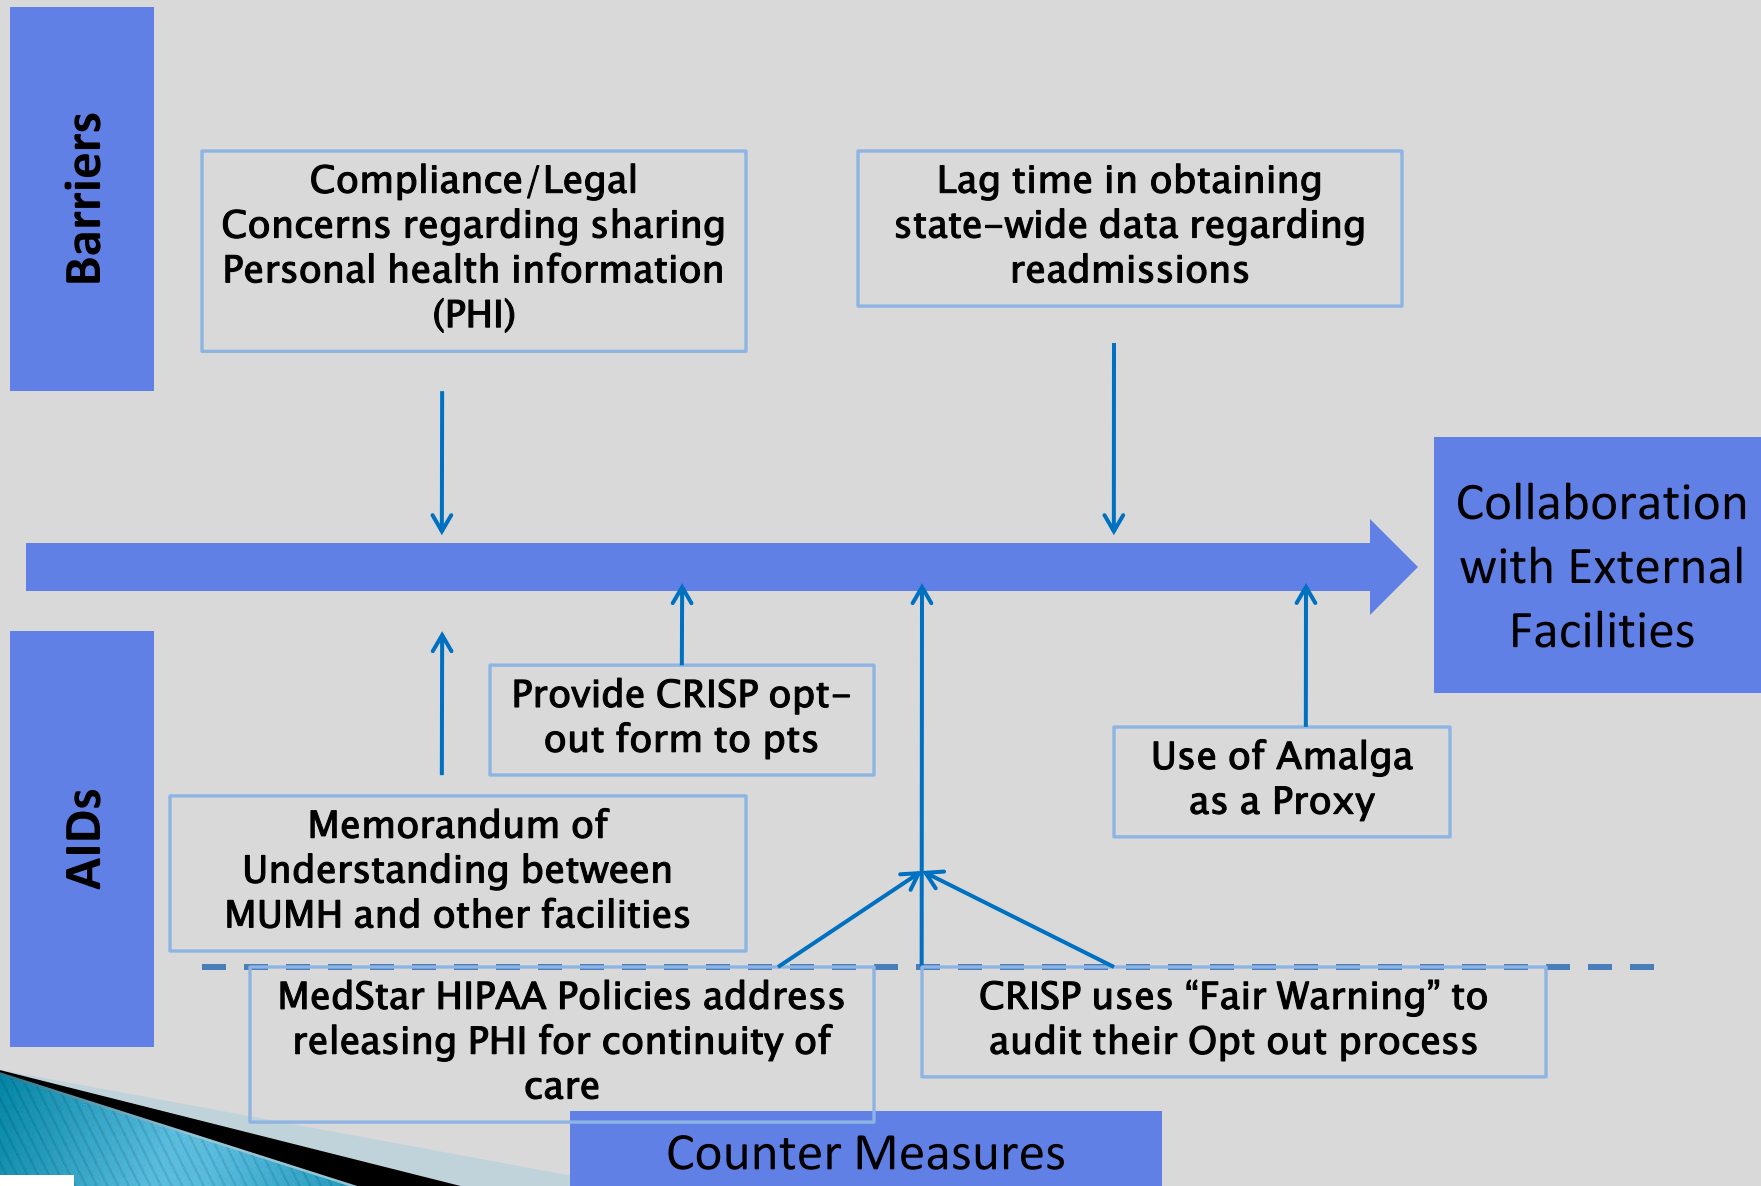 Barriers
Compliance/Legal
Concerns regarding sharing
Personal health information
(PHI)
Lag time in obtaining
state-wide data regarding
readmissions
Collaboration
with External
Facilities
AIDs
Provide CRISP opt-
out form to pts
Use of Amalga
as a Proxy
Memorandum of
Understanding between
MUMH and other facilities
MedStar HIPAA Policies address
releasing PHI for continuity of
care
CRISP uses “Fair Warning” to
audit their Opt out process
Counter Measures